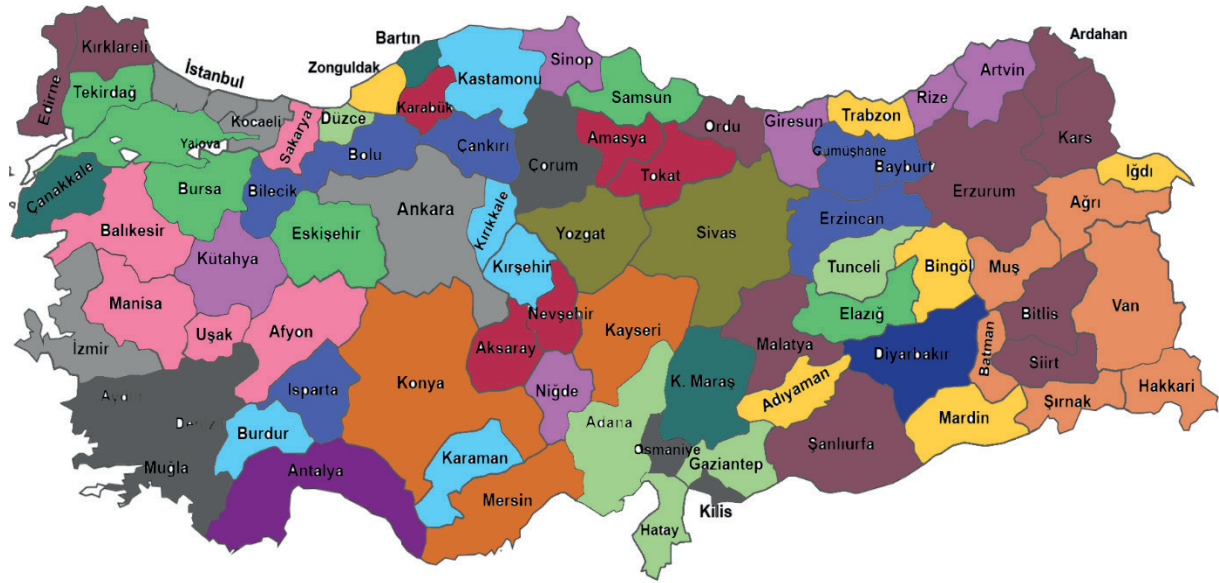 Ardahan
Kırklareli
Bartın
Sinop
Artvin
İstanbul
Zonguldak
Kastamonu
Edirne
Tekirdağ
Karabük
Samsun
Rize
Kocaeli
Düzce
Trabzon
Giresun
Ordu
Kars
Sakarya
Amasya
Yalova
Bolu
Çankırı
Gümüşhane
Çorum
Bayburt
Tokat
Iğdı
Çanakkale
Bursa
Bilecik
Erzurum
Ankara
Ağrı
Kırıkkale
Erzincan
Balıkesir
Eskişehir
Yozgat
Sivas
Kütahya
Tunceli
Bingöl
Muş
Kırşehir
Manisa
Van
Uşak
Afyon
Nevşehir
Elazığ
Bitlis
Kayseri
İzmir
Aksaray
Malatya
Diyarbakır
Batman
Siirt
Konya
K. Maraş
Isparta
Niğde
Adıyaman
Hakkari
Şırnak
Mardin
Adana
Burdur
Şanlıurfa
Osmaniye
Karaman
Gaziantep
Muğla
Antalya
Mersin
Kilis
Hatay